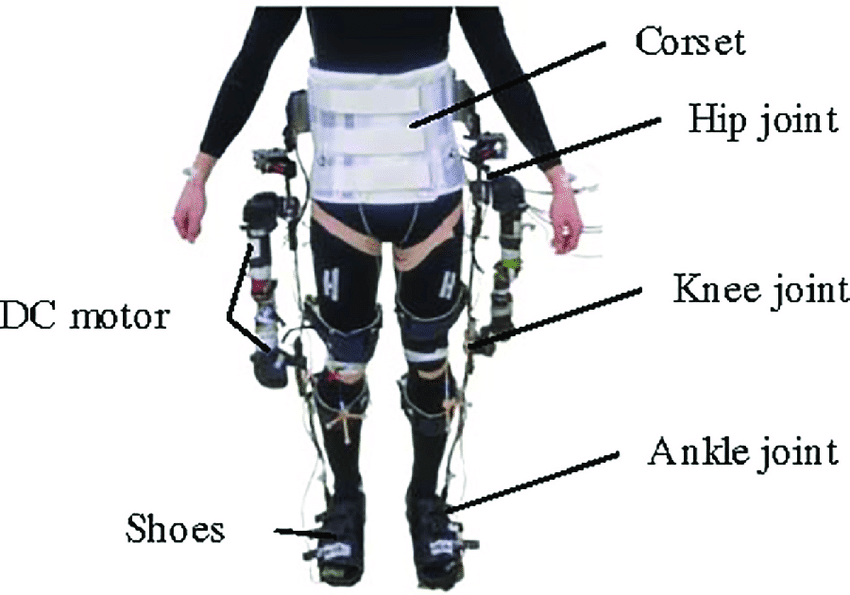 Corset
Hip joint
Knee joint
DC motor
Ankle joint
Shoes